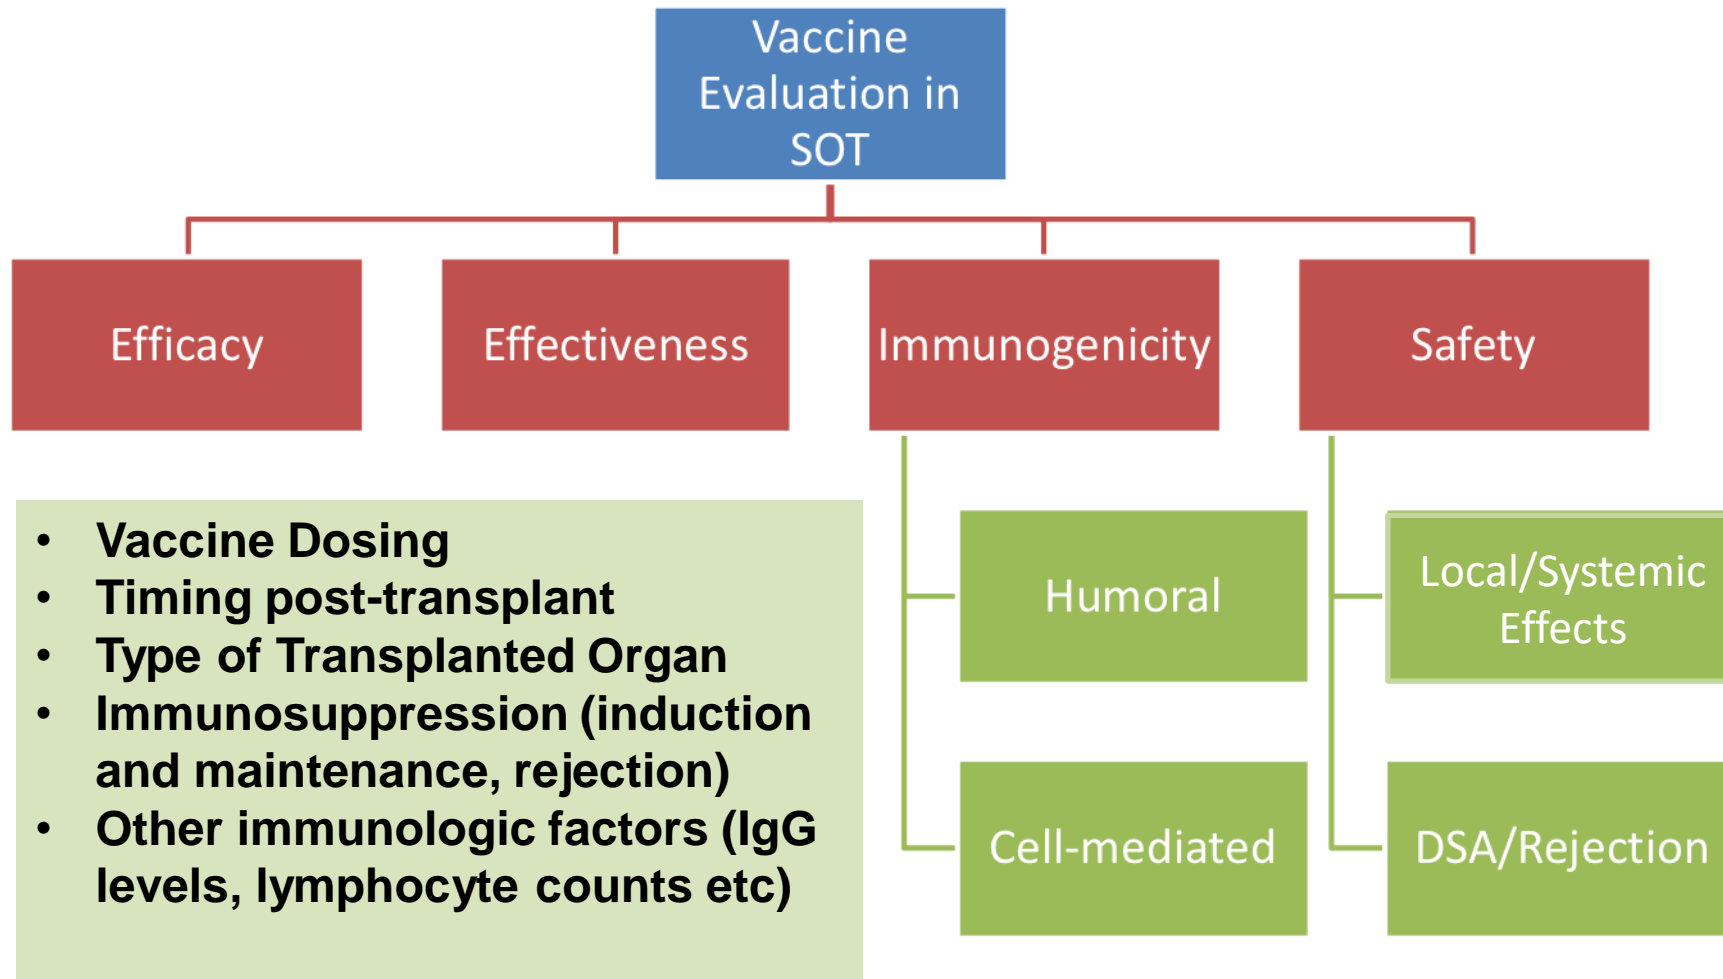 Vaccine
Evaluation in
SOT
Efficacy
Effectiveness
Immunogenicity
Safety
• Vaccine Dosing
• Timing post-transplant
• Type of Transplanted Organ
• Immunosuppression (induction
and maintenance, rejection)
• Other immunologic factors (IgG
levels, lymphocyte counts etc)
Humoral
Local/Systemic
Effects
Cell-mediated
DSA/Rejection